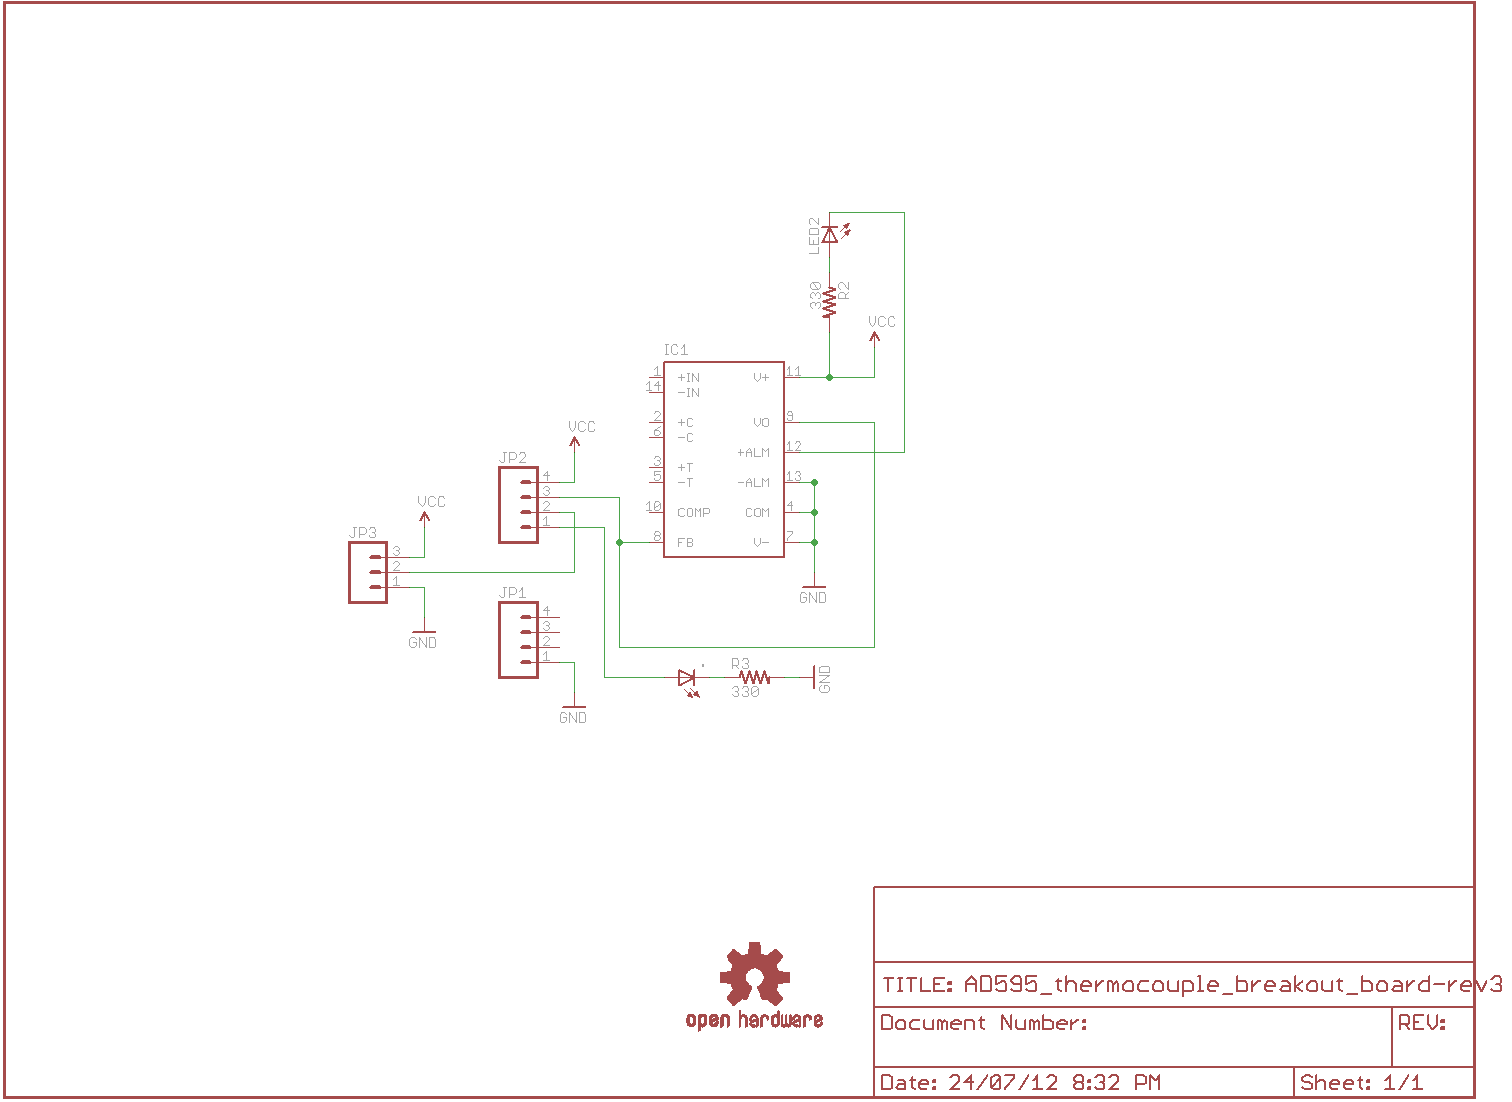 LED2
330
R2
VCC
IC1
1 +IN V+ 11
14 -IN
2 +C VO 9
6 -C
+ALM 12
3 +T
5 -T -ALM 13
10 COMP COM 4
8 FB V- 7
GND
VCC
JP2
4
3
2
1
VCC
JP3
3
2
1
GND
JP1
4
3
2
1
GND
R3
330
GND
open hardware
TITLE: AD595_thermocouple_breakout_board-rev3
Document Number:
REV:
Date: 24/07/12 8:32 PM
Sheet: 1/1